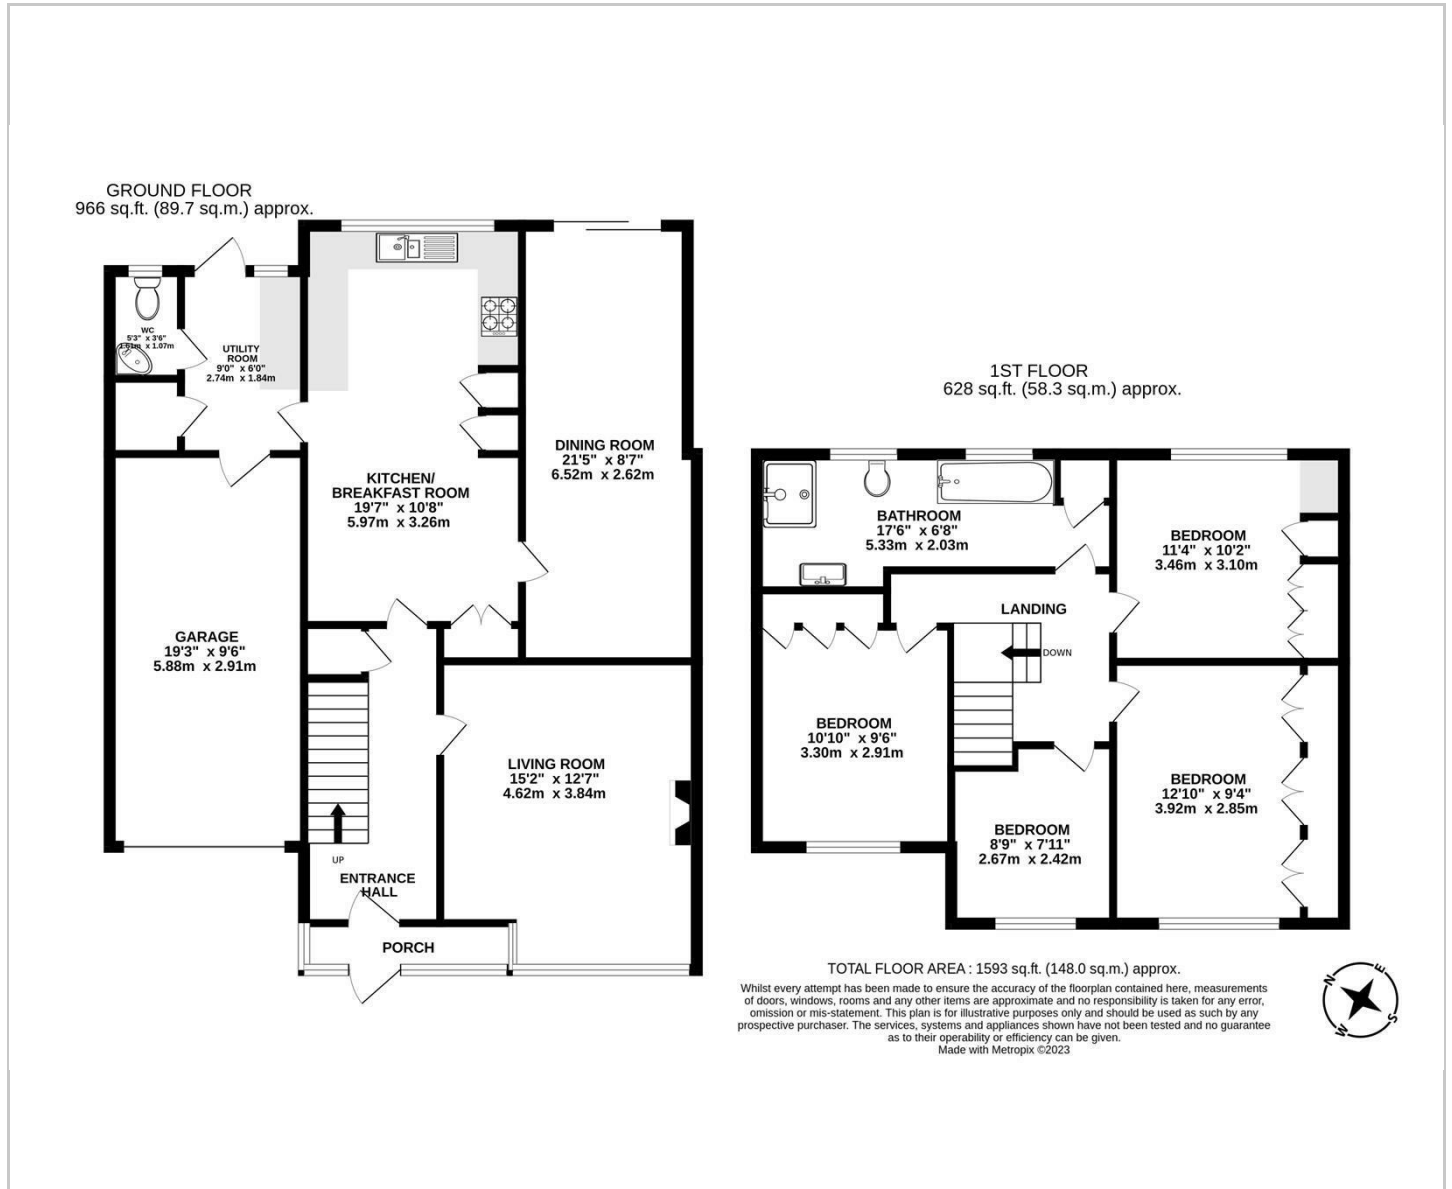 GROUND FLOOR
966 sq.ft. (89.7 sq.m.) approx.
WC
5'3" x 3'6"
1.61m x 1.07m
UTILITY
ROOM
9'0" x 6'0"
2.74m x 1.84m
KITCHEN/
BREAKFAST ROOM
19'7" x 10'8"
5.97m x 3.26m
DINING ROOM
21'5" x 8'7"
6.52m x 2.62m
GARAGE
19'3" x 9'6"
5.88m x 2.91m
LIVING ROOM
15'2" x 12'7"
4.62m x 3.84m
UP
ENTRANCE
HALL
PORCH
1ST FLOOR
628 sq.ft. (58.3 sq.m.) approx.
BATHROOM
17'6" x 6'8"
5.33m x 2.03m
BEDROOM
11'4" x 10'2"
3.46m x 3.10m
LANDING
DOWN
BEDROOM
10'10" x 9'6"
3.30m x 2.91m
BEDROOM
12'10" x 9'4"
3.92m x 2.85m
BEDROOM
8'9" x 7'11"
2.67m x 2.42m
TOTAL FLOOR AREA : 1593 sq.ft. (148.0 sq.m.) approx.
Whilst every attempt has been made to ensure the accuracy of the floorplan contained here, measurements
of doors, windows, rooms and any other items are approximate and no responsibility is taken for any error,
omission or mis-statement. This plan is for illustrative purposes only and should be used as such by any
prospective purchaser. The services, systems and appliances shown have not been tested and no guarantee
as to their operability or efficiency can be given.
Made with Metropix ©2023
N
E
S
W